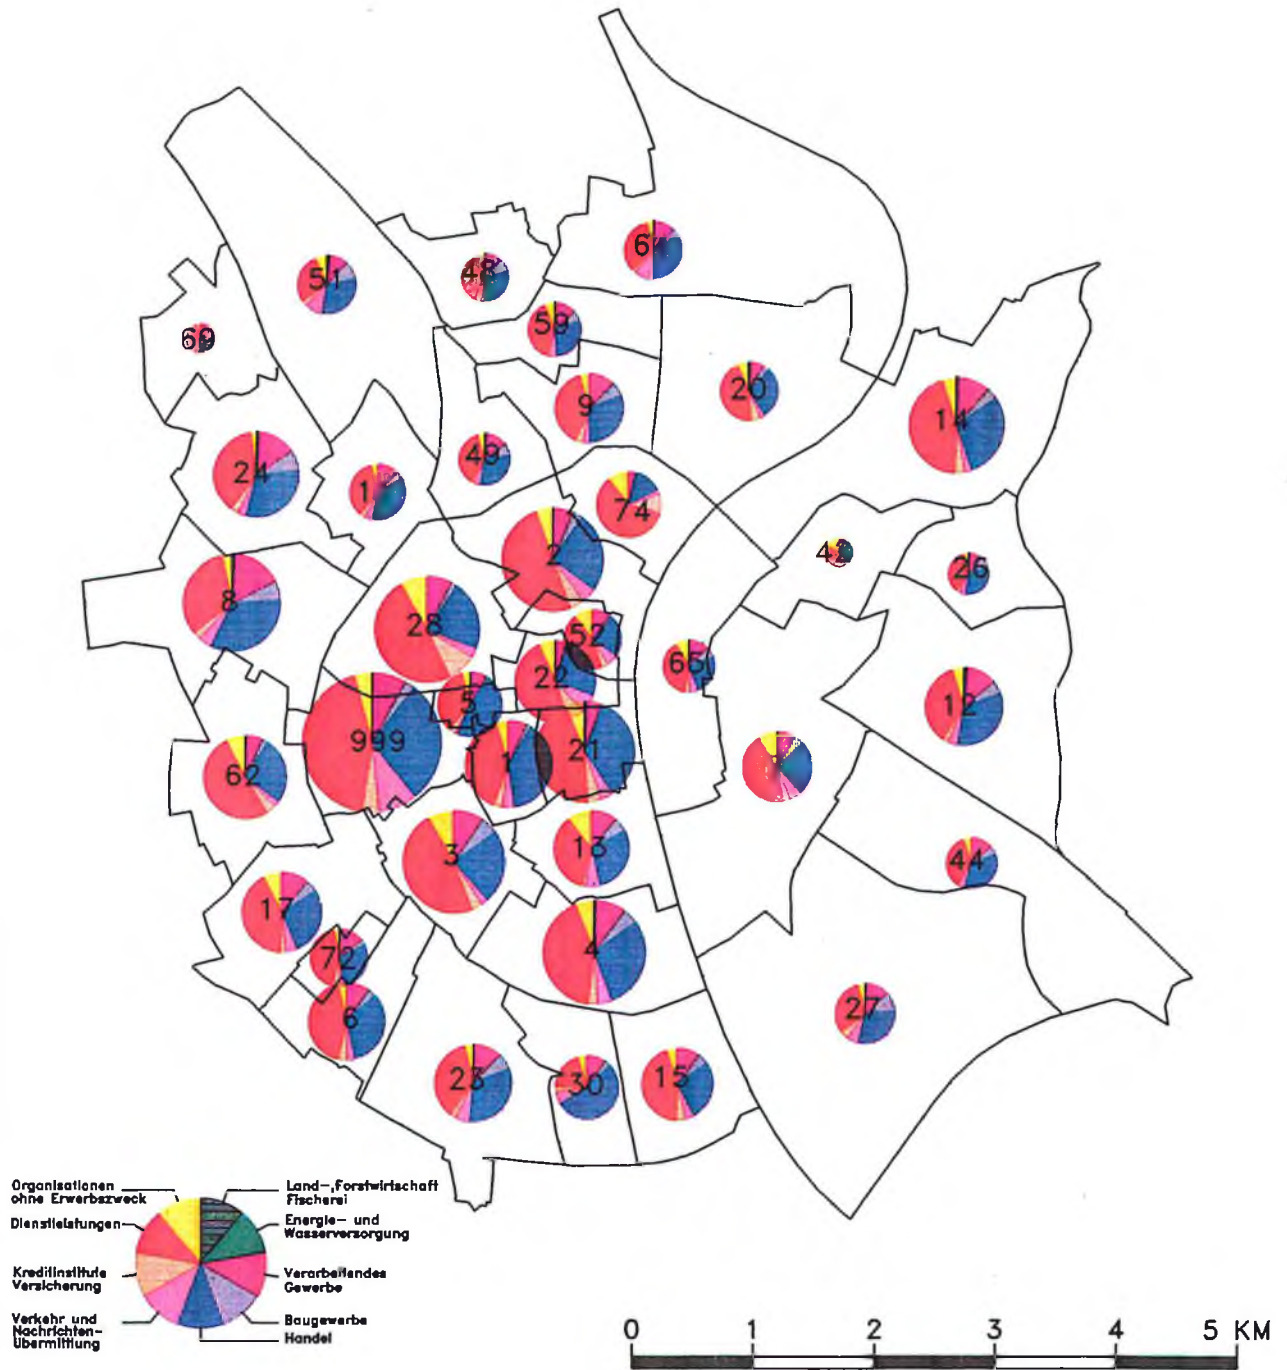 51
48
59
69
20
9
14
24
1
49
74
2
42
26
8
28
52
22
65
5
999
1
21
12
62
3
13
44
17
72
4
6
27
23
30
15
Organisationen
ohne Erwerbszweck
Dienstleistungen
Kreditinstitute
Versicherung
Verkehr und
Nachrichten-
übermittlung
Land-,Forstwirtschaft
Fischerei
Energie- und
Wasserversorgung
Verarbeitendes
Gewerbe
Baugewerbe
Handel
0 1 2 3 4 5 KM